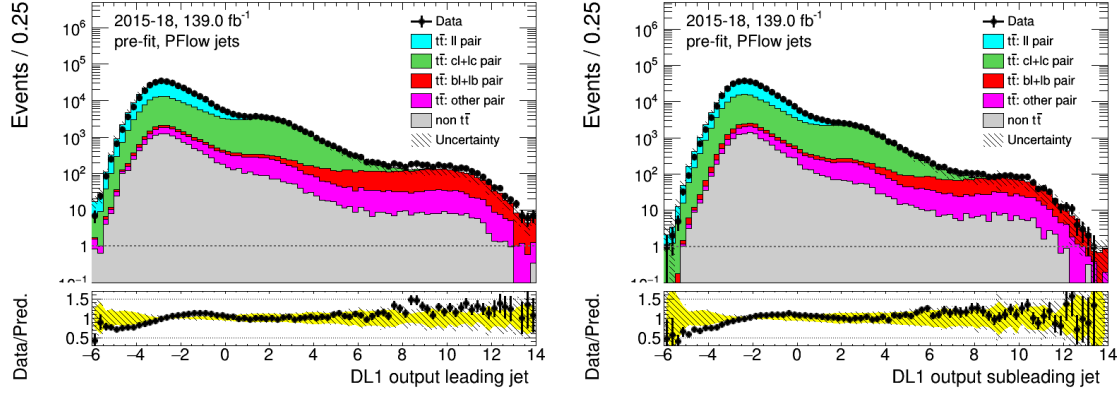 Events / 0.25
10⁶
10⁵
10⁴
10³
10²
10
1
10⁻¹
2015-18, 139.0 fb⁻¹
pre-fit, PFlow jets
Data
tt̄: ll pair
tt̄: cl+lc pair
tt̄: bl+lb pair
tt̄: other pair
non tt̄
Uncertainty
Data/Pred.
1.5
1
0.5
−6 −4 −2 0 2 4 6 8 10 12 14
DL1 output leading jet
Events / 0.25
10⁶
10⁵
10⁴
10³
10²
10
1
10⁻¹
2015-18, 139.0 fb⁻¹
pre-fit, PFlow jets
Data
tt̄: ll pair
tt̄: cl+lc pair
tt̄: bl+lb pair
tt̄: other pair
non tt̄
Uncertainty
Data/Pred.
1.5
1
0.5
−6 −4 −2 0 2 4 6 8 10 12 14
DL1 output subleading jet